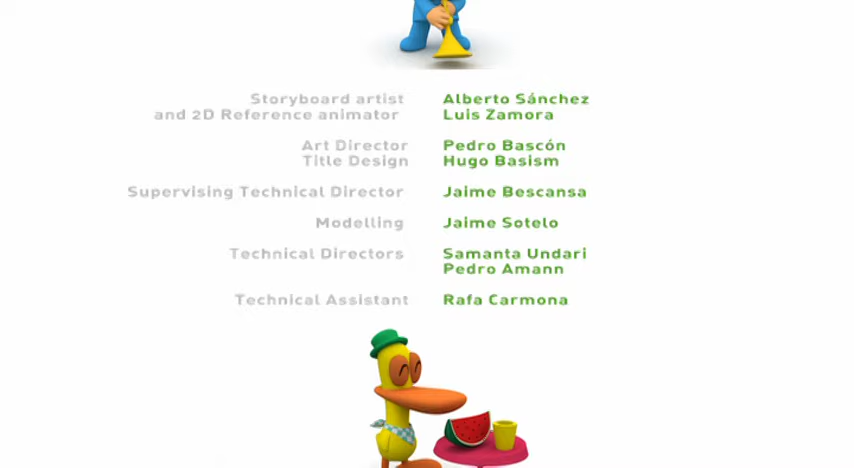 Storyboard artist Alberto Sánchez
and 2D Reference animator Luis Zamora
Art Director Pedro Bascón
Title Design Hugo Basism
Supervising Technical Director Jaime Bescansa
Modelling Jaime Sotelo
Technical Directors Samanta Undari
Pedro Amann
Technical Assistant Rafa Carmona